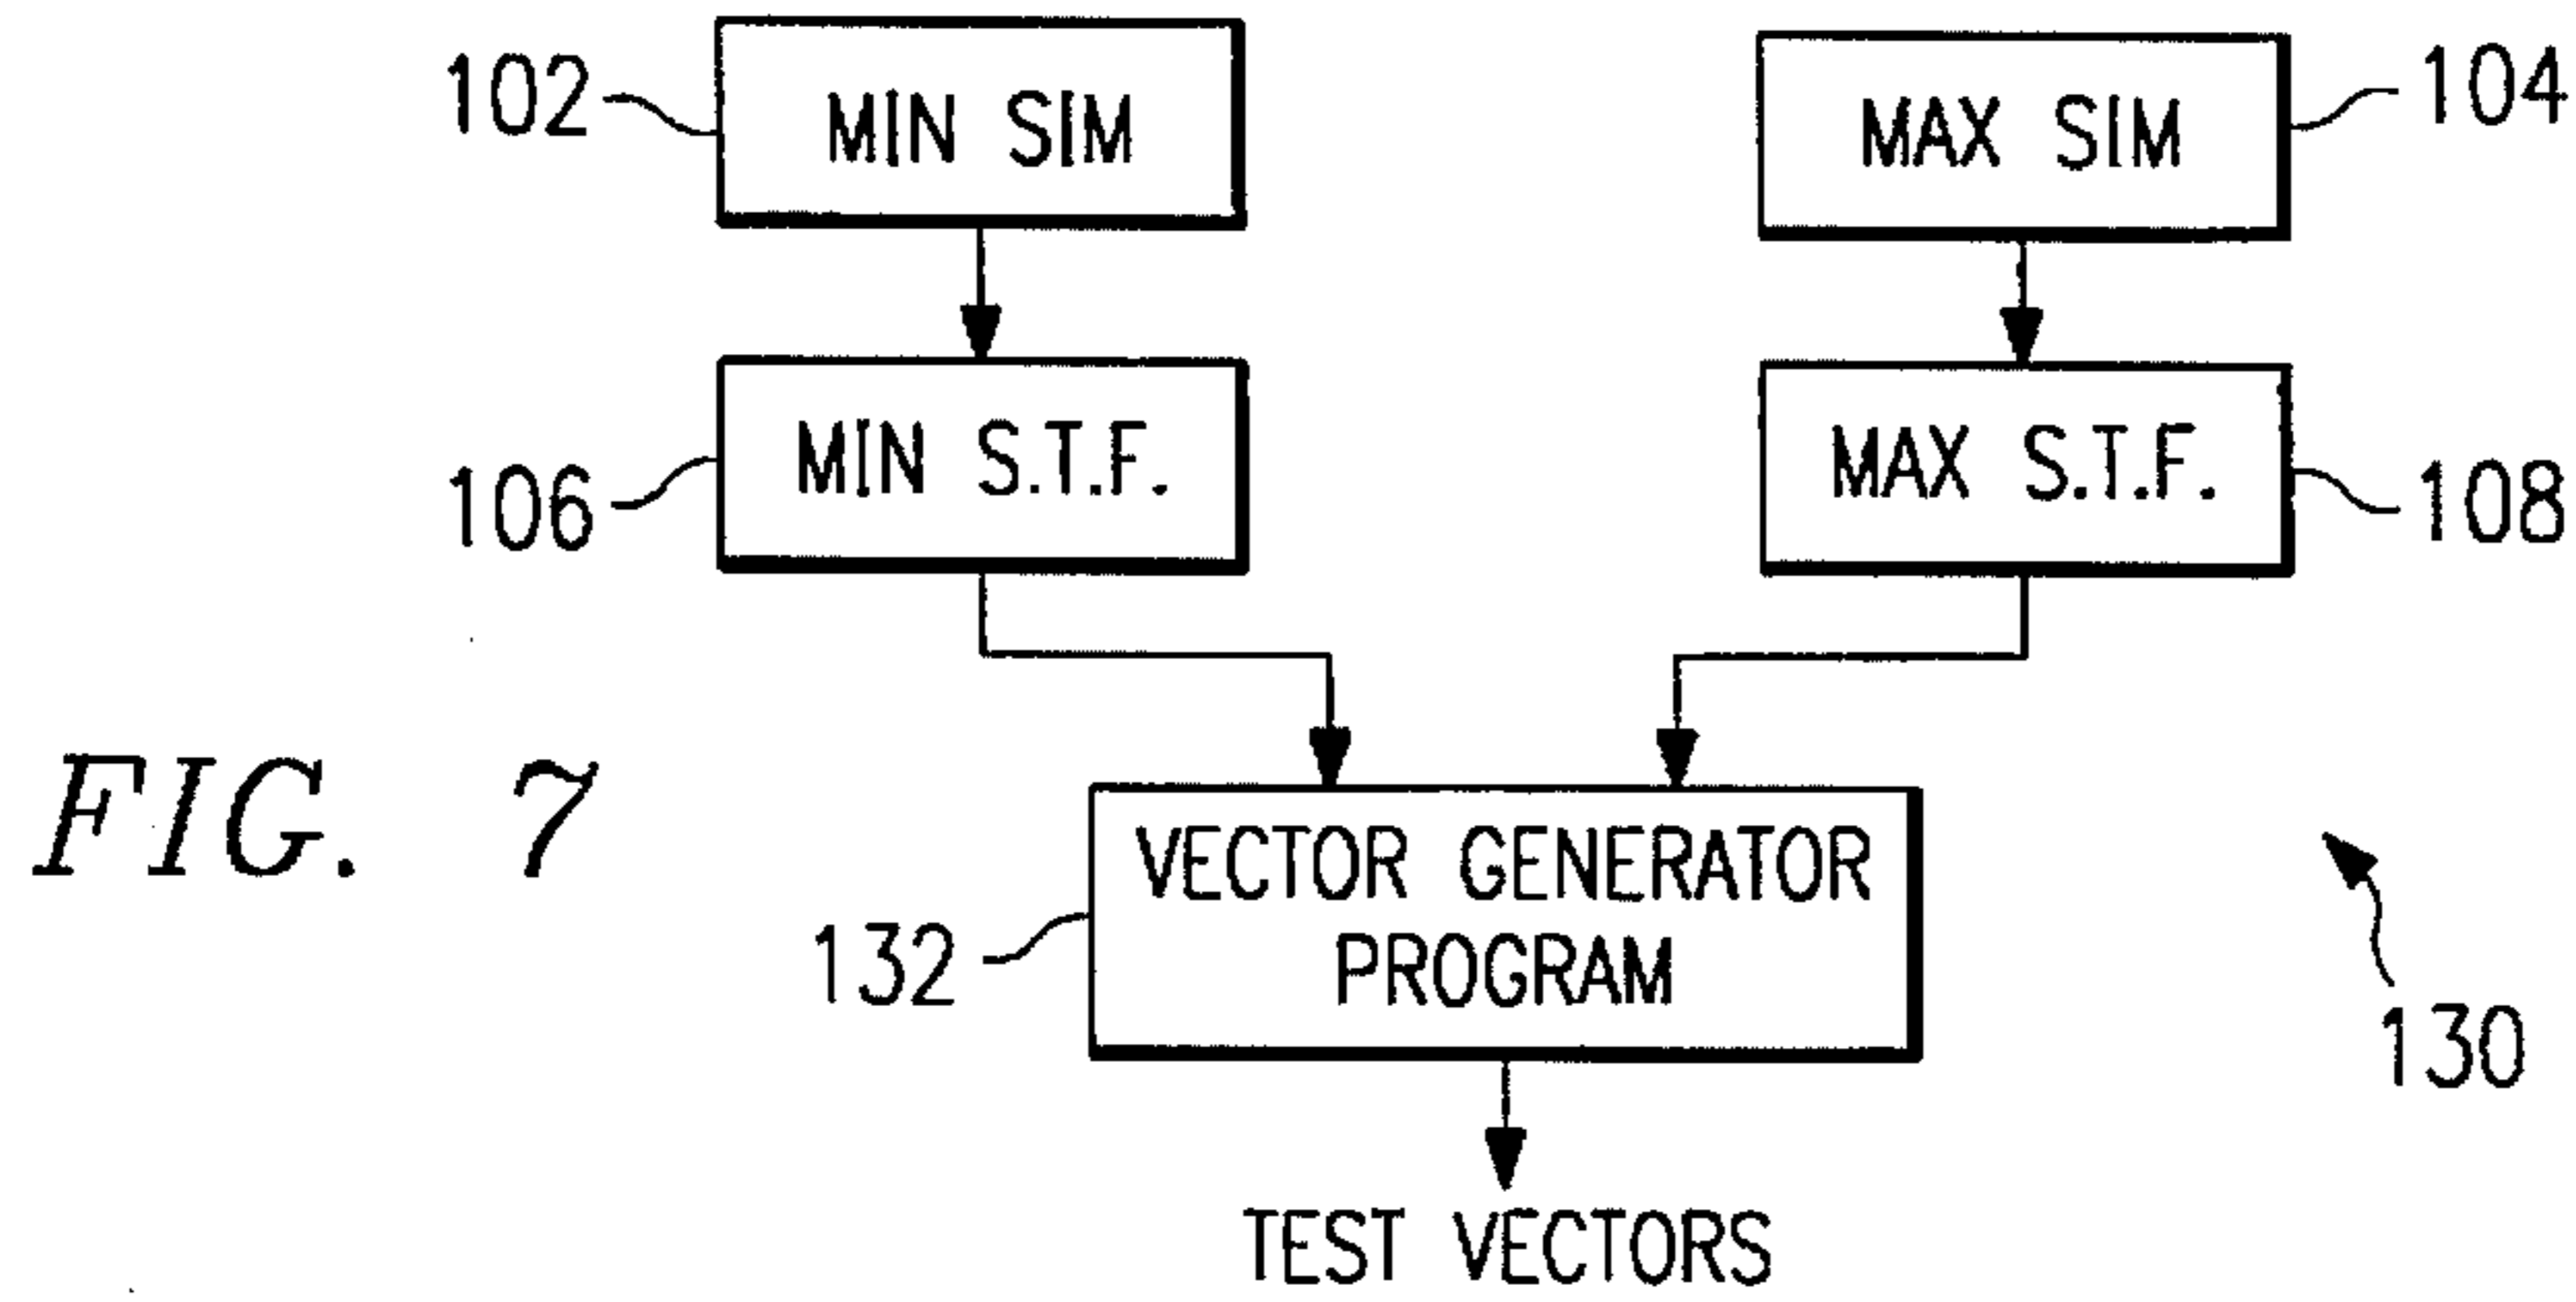 102
MIN SIM
MAX SIM
104
106
MIN S.T.F.
MAX S.T.F.
108
FIG. 7
132
VECTOR GENERATOR
PROGRAM
130
TEST VECTORS